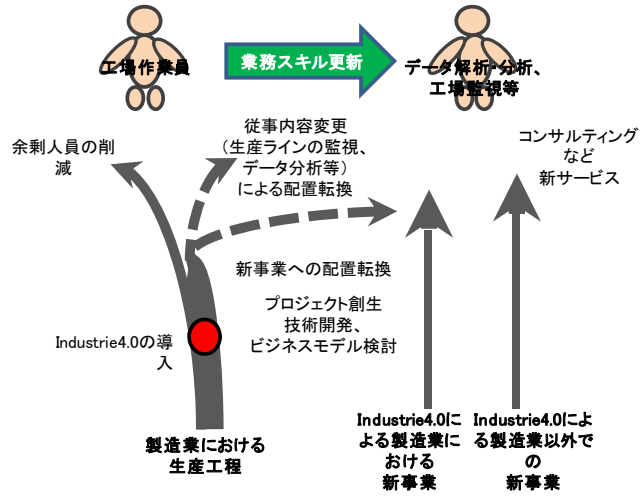 工場作業員
業務スキル更新
データ解析・分析、
工場監視等
余剰人員の削
減
従事内容変更
（生産ラインの監視、
データ分析等）
による配置転換
コンサルティング
など
新サービス
新事業への配置転換
プロジェクト創生
技術開発、
ビジネスモデル検討
Industrie4.0の導
入
製造業における
生産工程
Industrie4.0に
よる製造業に
おける
新事業
Industrie4.0によ
る製造業以外で
の
新事業